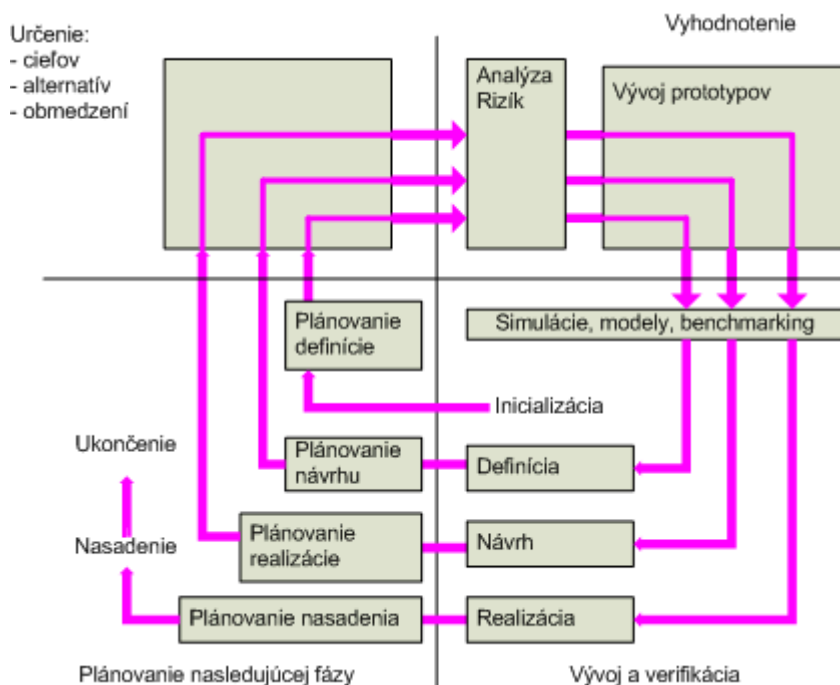 Určenie:
- cieľov
- alternatív
- obmedzení
Vyhodnotenie
Analýza
Rizík
Vývoj prototypov
Plánovanie
definície
Simulácie, modely, benchmarking
Inicializácia
Ukončenie
Plánovanie
návrhu
Definícia
Nasadenie
Plánovanie
realizácie
Návrh
Plánovanie nasadenia
Realizácia
Plánovanie nasledujúcej fázy
Vývoj a verifikácia